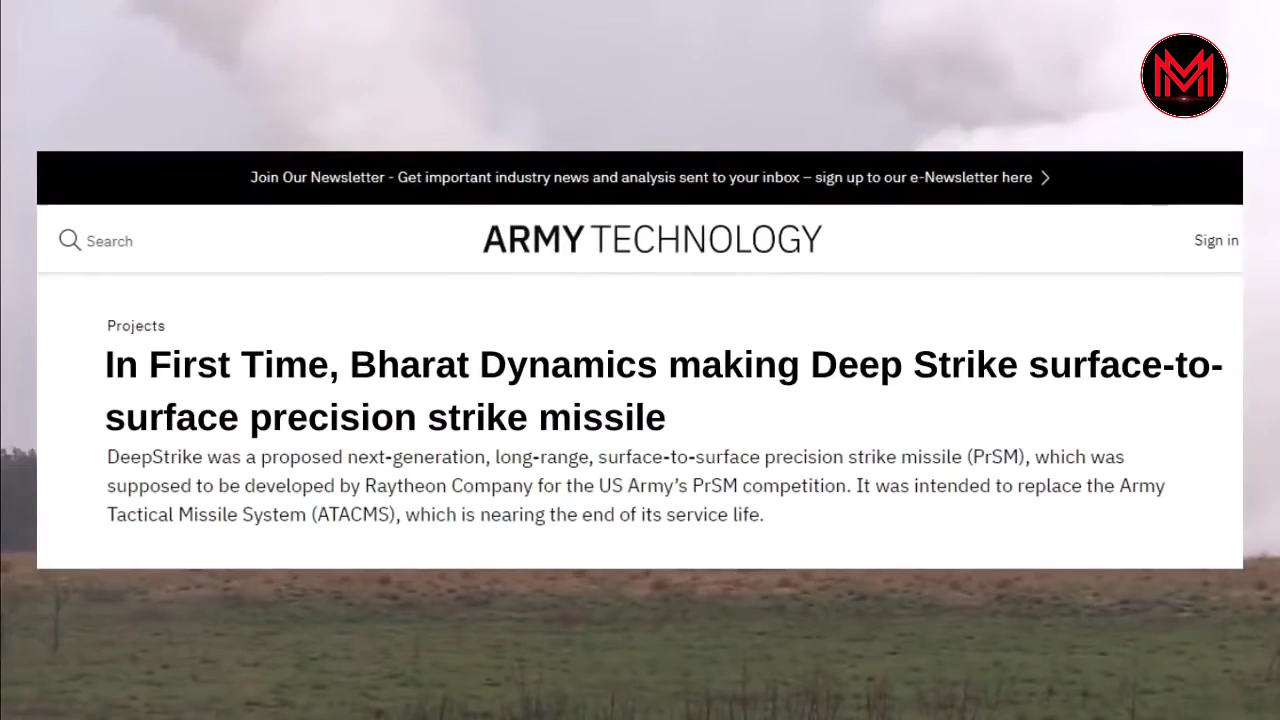 Join Our Newsletter - Get important industry news and analysis sent to your inbox – sign up to our e-Newsletter here
Search
ARMY TECHNOLOGY
Sign in
Projects
In First Time, Bharat Dynamics making Deep Strike surface-to-
surface precision strike missile
DeepStrike was a proposed next-generation, long-range, surface-to-surface precision strike missile (PrSM), which was
supposed to be developed by Raytheon Company for the US Army’s PrSM competition. It was intended to replace the Army
Tactical Missile System (ATACMS), which is nearing the end of its service life.